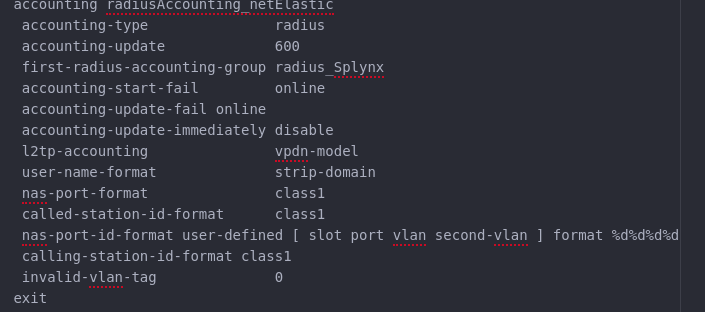 accounting radiusAccounting_netElastic
accounting-type radius
accounting-update 600
first-radius-accounting-group radius_Splynx
accounting-start-fail online
accounting-update-fail online
accounting-update-immediately disable
l2tp-accounting vpdn-model
user-name-format strip-domain
nas-port-format class1
called-station-id-format class1
nas-port-id-format user-defined [ slot port vlan second-vlan ] format %d%d%d%d
calling-station-id-format class1
invalid-vlan-tag 0
exit